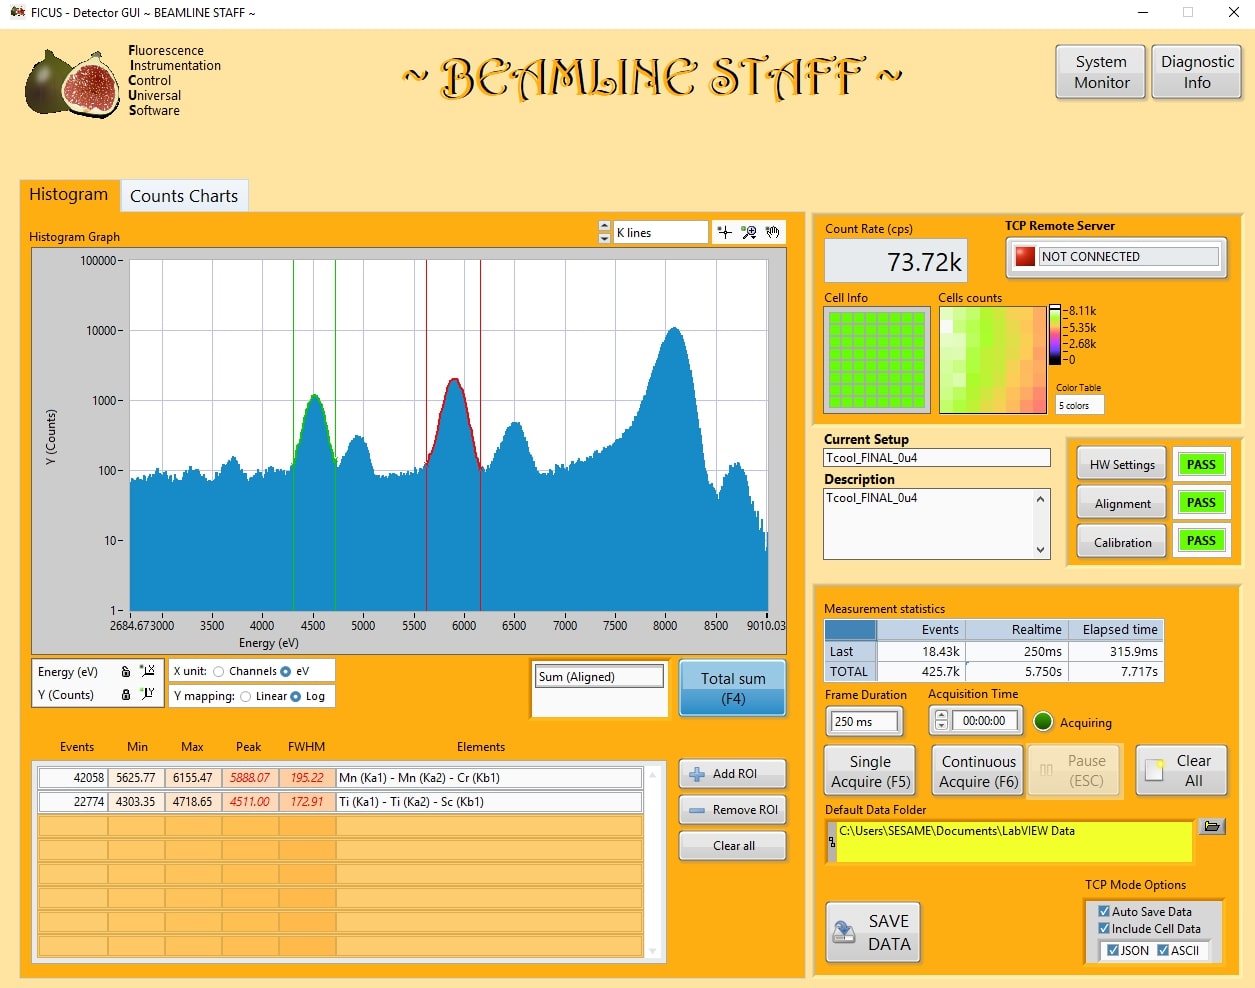 FICUS - Detector GUI ~ BEAMLINE STAFF ~
Fluorescence
Instrumentation
Control
Universal
Software
~ BEAMLINE STAFF ~
System
Monitor
Diagnostic
Info
Histogram
Counts Charts
Histogram Graph
K lines
100000
10000
1000
100
10
1
Y (Counts)
2684.673000
3500
4000
4500
5000
5500
6000
6500
7000
7500
8000
8500
9010.03
Energy (eV)
Energy (eV)
Y (Counts)
X unit: Channels eV
Y mapping: Linear Log
Sum (Aligned)
Total sum
(F4)
Events Min Max Peak FWHM Elements
42058 5625.77 6155.47 5888.07 195.22 Mn (Ka1) - Mn (Ka2) - Cr (Kb1)
22774 4303.35 4718.65 4511.00 172.91 Ti (Ka1) - Ti (Ka2) - Sc (Kb1)
Add ROI
Remove ROI
Clear all
Count Rate (cps)
73.72k
TCP Remote Server
NOT CONNECTED
Cell Info
Cells counts
8.11k
5.35k
2.68k
0
Color Table
5 colors
Current Setup
Tcool_FINAL_0u4
Description
Tcool_FINAL_0u4
HW Settings PASS
Alignment PASS
Calibration PASS
Measurement statistics
Events Realtime Elapsed time
Last 18.43k 250ms 315.9ms
TOTAL 425.7k 5.750s 7.717s
Frame Duration
250 ms
Acquisition Time
00:00:00
Acquiring
Single
Acquire (F5)
Continuous
Acquire (F6)
Pause
(ESC)
Clear
All
Default Data Folder
C:\Users\SESAME\Documents\LabVIEW Data
SAVE
DATA
TCP Mode Options
Auto Save Data
Include Cell Data
JSON ASCII